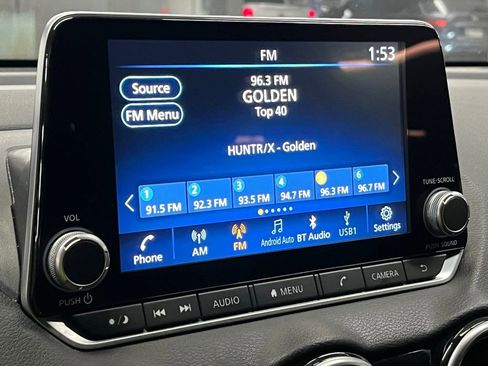 FM
1:53
Source
96.3 FM
GOLDEN
Top 40
FM Menu
HUNTR/X - Golden
1 2 3 4 5 6
91.5 FM 92.3 FM 93.5 FM 94.7 FM 96.3 FM 96.7 FM
Phone AM FM Android Auto BT Audio USB1 Settings
VOL
TUNE•SCROLL
PUSH
PUSH SOUND
AUDIO MENU CAMERA